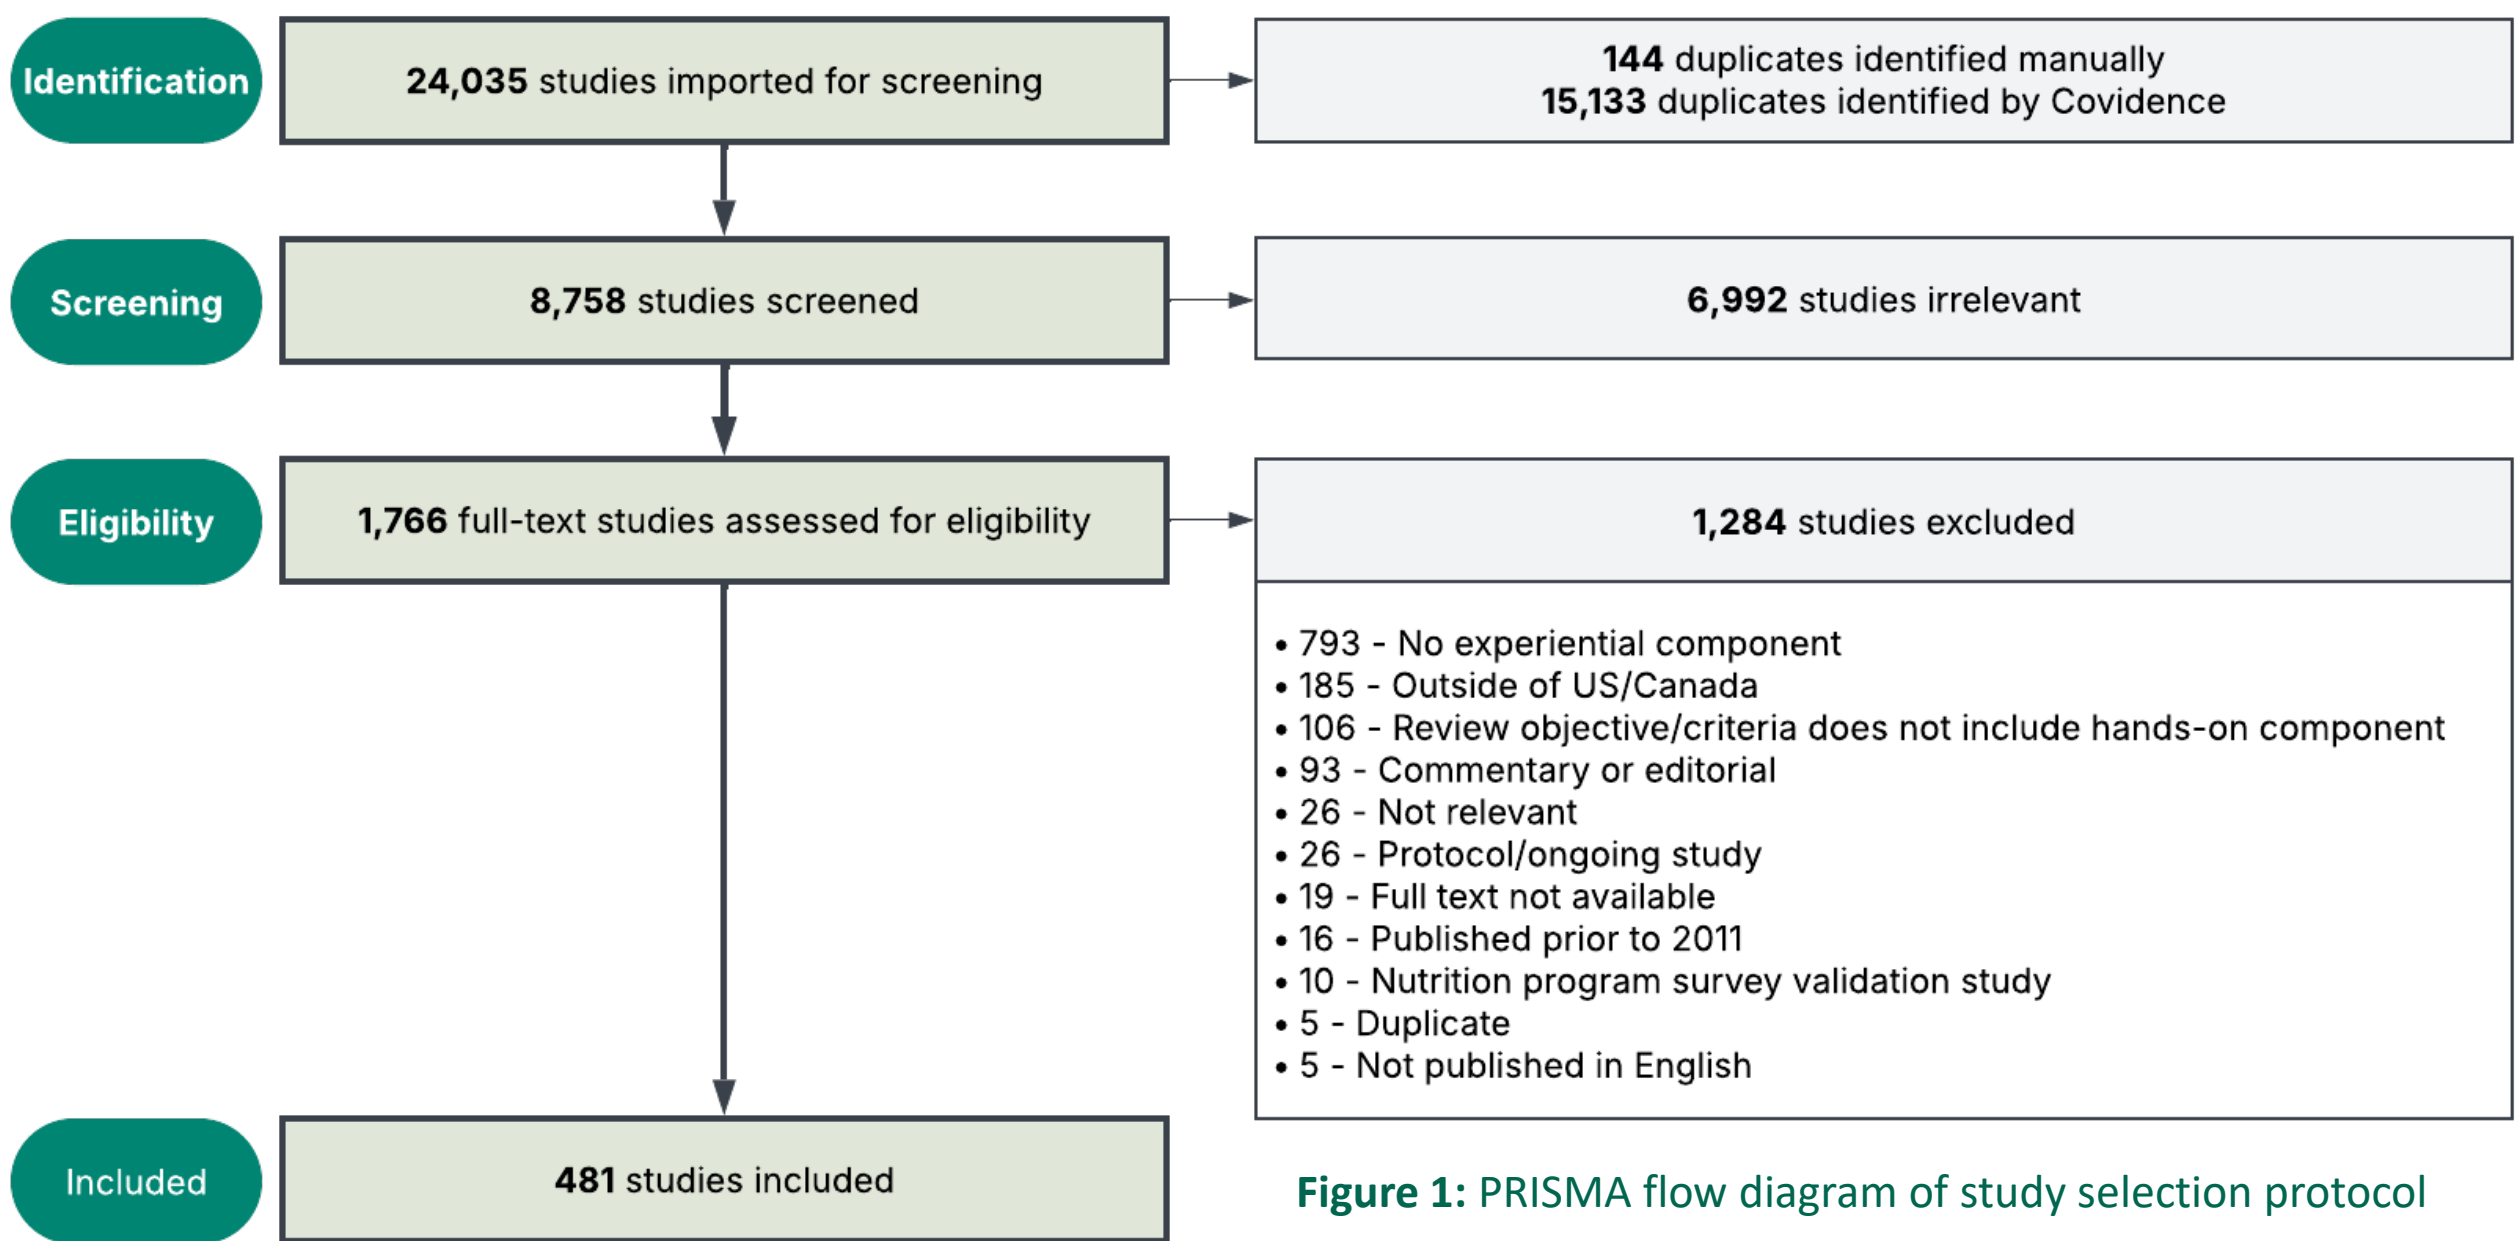 Identification
24,035 studies imported for screening
144 duplicates identified manually
15,133 duplicates identified by Covidence
Screening
8,758 studies screened
6,992 studies irrelevant
Eligibility
1,766 full-text studies assessed for eligibility
1,284 studies excluded
• 793 - No experiential component
• 185 - Outside of US/Canada
• 106 - Review objective/criteria does not include hands-on component
• 93 - Commentary or editorial
• 26 - Not relevant
• 26 - Protocol/ongoing study
• 19 - Full text not available
• 16 - Published prior to 2011
• 10 - Nutrition program survey validation study
• 5 - Duplicate
• 5 - Not published in English
Included
481 studies included
Figure 1: PRISMA flow diagram of study selection protocol